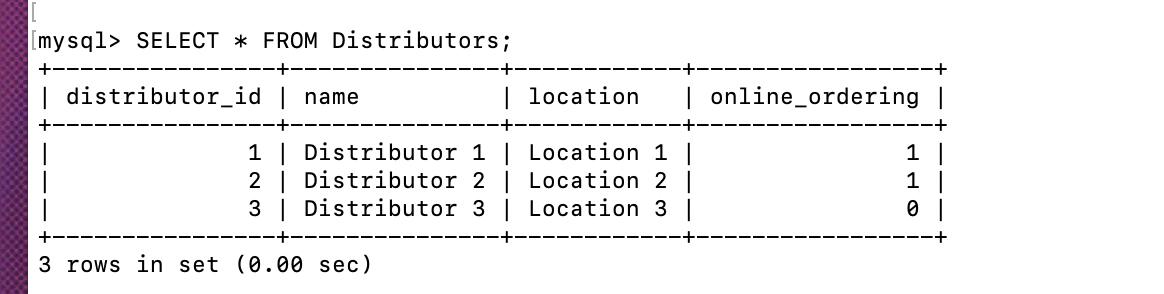 [
[mysql> SELECT * FROM Distributors;
+----------------+---------------+------------+-----------------+
| distributor_id | name          | location   | online_ordering |
+----------------+---------------+------------+-----------------+
|              1 | Distributor 1 | Location 1 |               1 |
|              2 | Distributor 2 | Location 2 |               1 |
|              3 | Distributor 3 | Location 3 |               0 |
+----------------+---------------+------------+-----------------+
3 rows in set (0.00 sec)